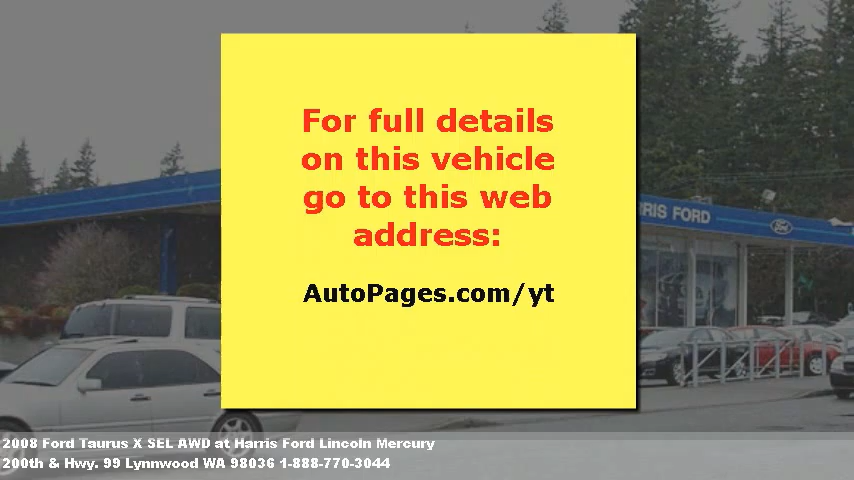 For full details
on this vehicle
go to this web
address:
AutoPages.com/yt
RIS FORD
Ford
2008 Ford Taurus X SEL AWD at Harris Ford Lincoln Mercury
200th & Hwy. 99 Lynnwood WA 98036 1-888-770-3044